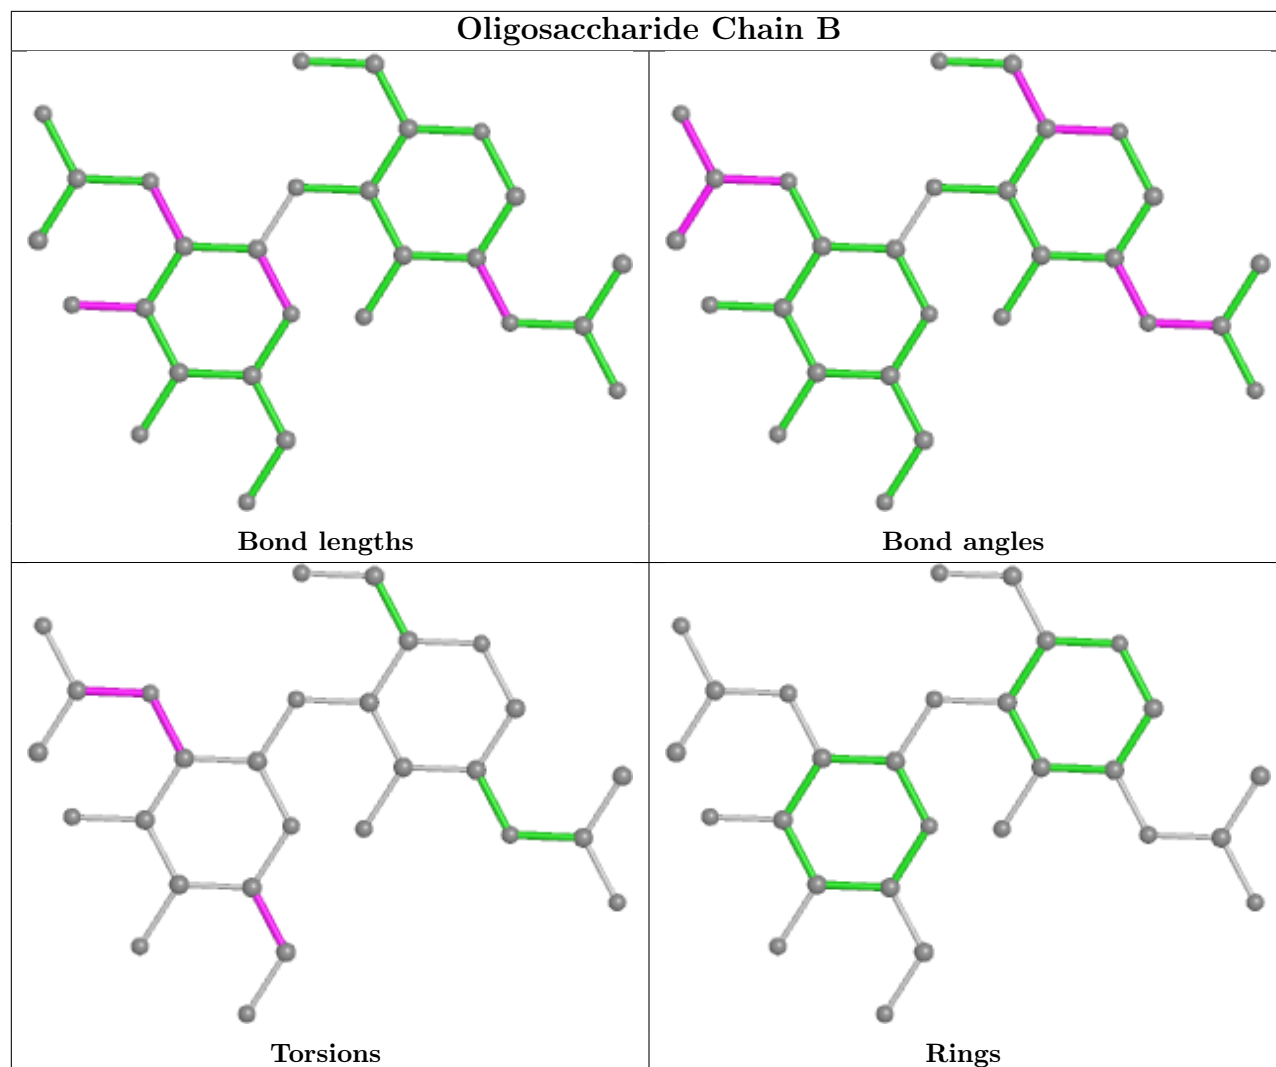 Oligosaccharide Chain B
Bond lengths
Bond angles
Torsions
Rings